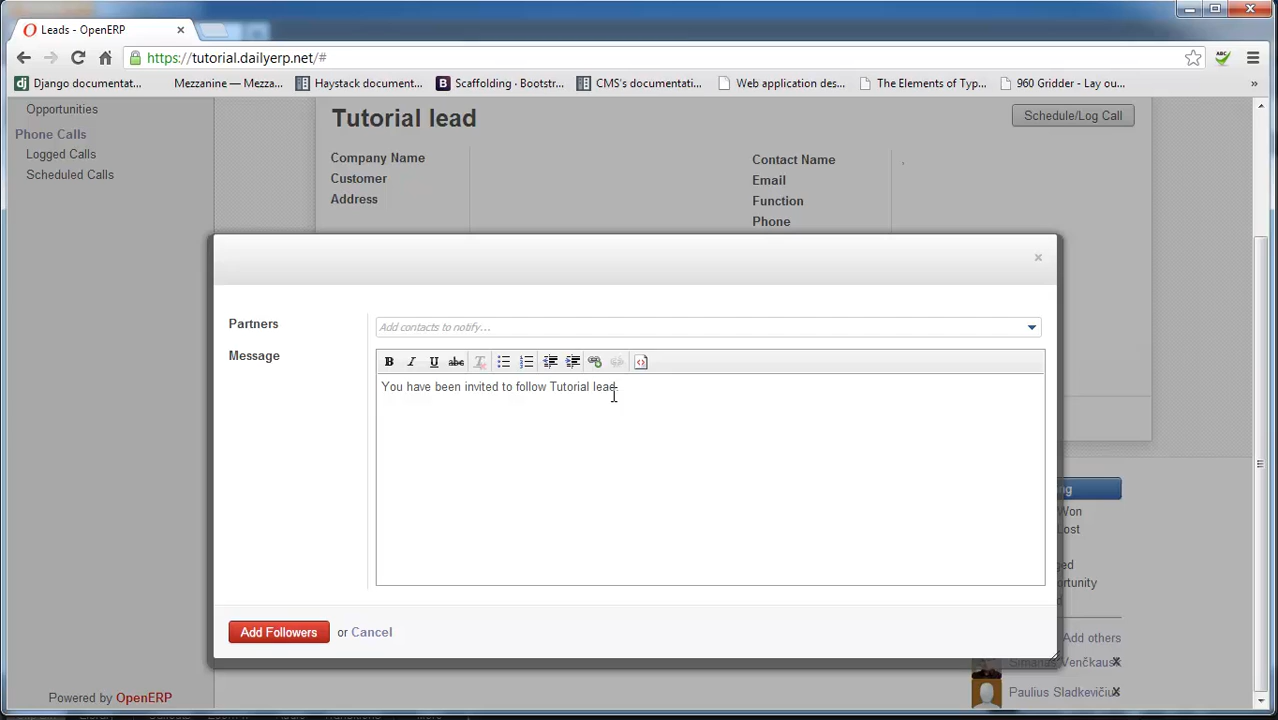 Leads - OpenERP
https://tutorial.dailyerp.net/#
Django documentat...
Mezzanine — Mezza...
Haystack document...
Scaffolding · Bootstr...
CMS's documentati...
Web application des...
The Elements of Typ...
960 Gridder - Lay ou...
»
Opportunities
Phone Calls
Logged Calls
Scheduled Calls
Tutorial lead
Schedule/Log Call
Company Name
Customer
Address
Contact Name
Email
Function
Phone
Partners
Add contacts to notify...
Message
B I U abc
You have been invited to follow Tutorial lead.
Add Followers or Cancel
Won
Lost
Add others
Paulius Sladkevičius
Powered by OpenERP